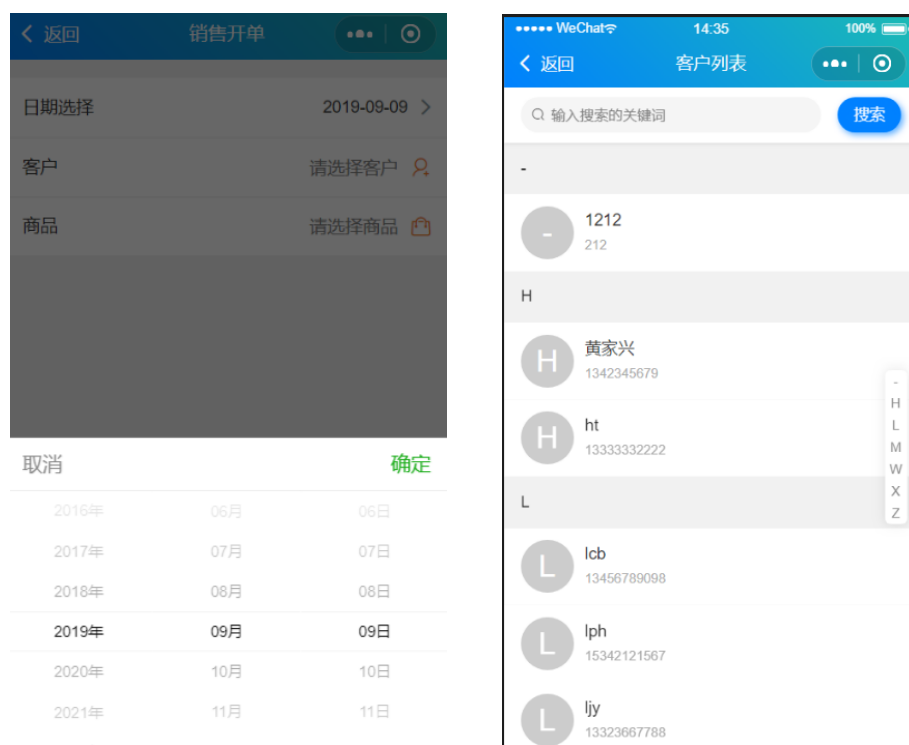 返回 销售开单
日期选择 2019-09-09
客户 请选择客户
商品 请选择商品
取消 确定
2016年 06月 06日
2017年 07月 07日
2018年 08月 08日
2019年 09月 09日
2020年 10月 10日
2021年 11月 11日
WeChat 14:35 100%
返回 客户列表
输入搜索的关键词 搜索
-
- 1212
212
H
H 黄家兴
1342345679
H ht
13333332222
L
L lcb
13456789098
L lph
15342121567
L ljy
13323667788
-
H
L
M
W
X
Z